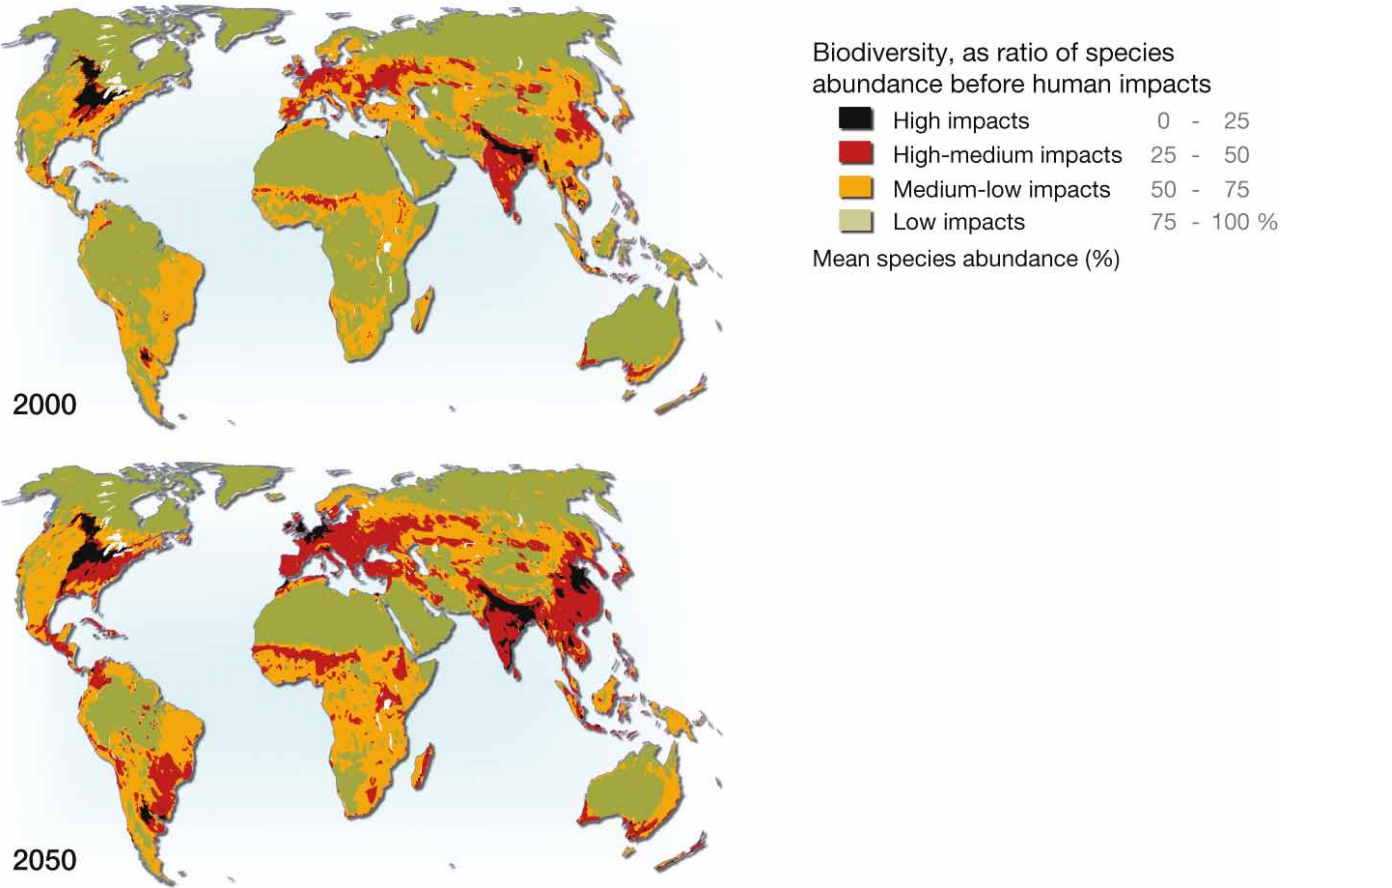 Biodiversity, as ratio of species
abundance before human impacts
High impacts 0 - 25
High-medium impacts 25 - 50
Medium-low impacts 50 - 75
Low impacts 75 - 100 %
Mean species abundance (%)
2000
2050